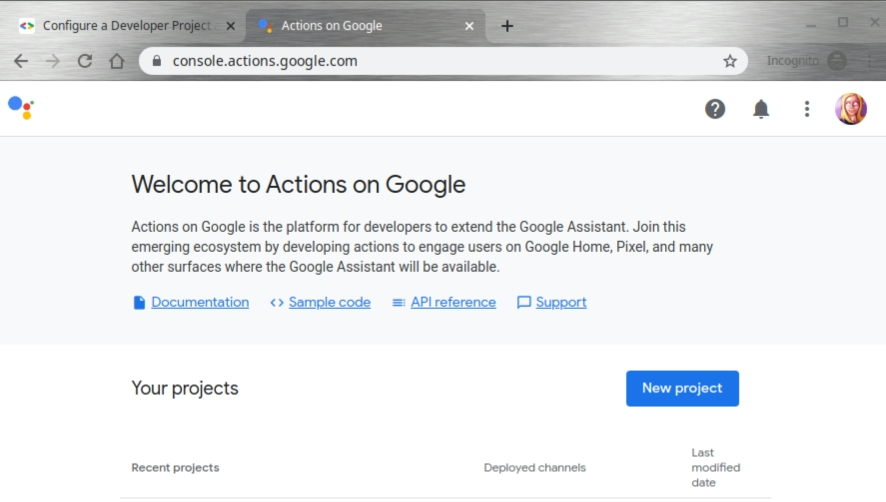 Configure a Developer Project
Actions on Google
console.actions.google.com
Incognito
Welcome to Actions on Google
Actions on Google is the platform for developers to extend the Google Assistant. Join this
emerging ecosystem by developing actions to engage users on Google Home, Pixel, and many
other surfaces where the Google Assistant will be available.
Documentation Sample code API reference Support
Your projects New project
Recent projects Deployed channels Last
modified
date